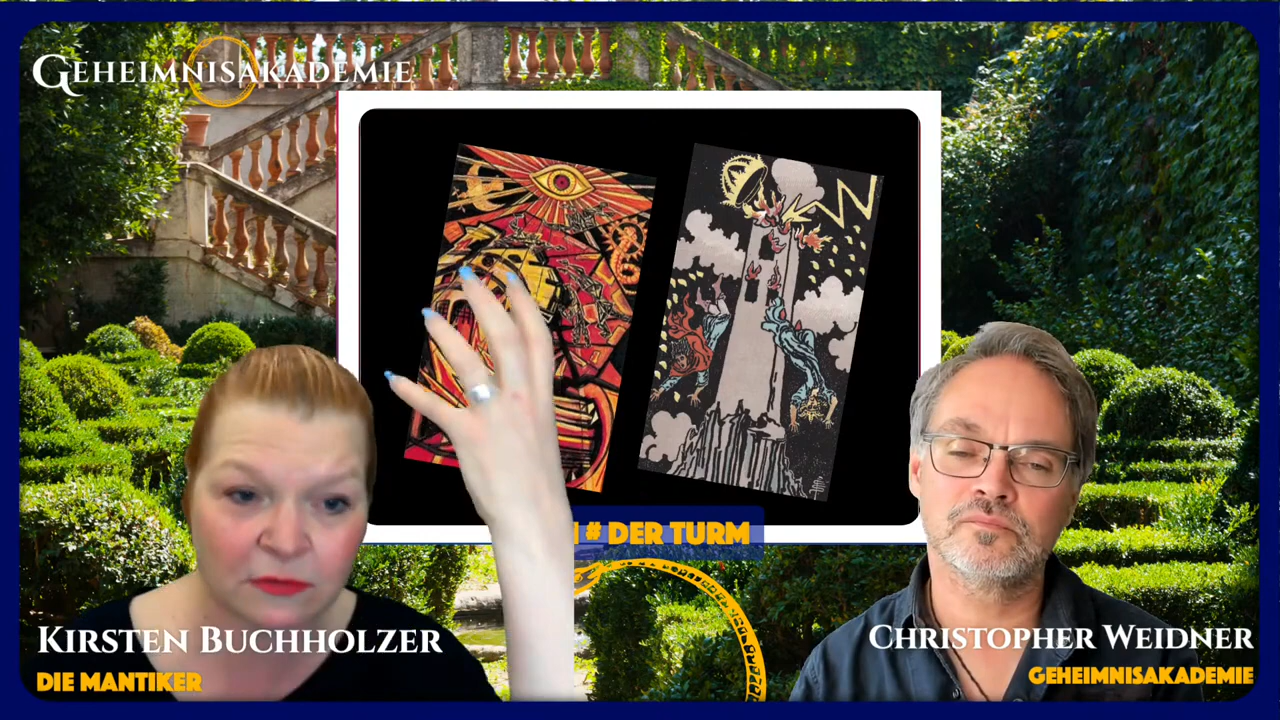 GEHEIMNISAKADEMIE
# DER TURM
KIRSTEN BUCHHOLZER
DIE MANTIKER
CHRISTOPHER WEIDNER
GEHEIMNISAKADEMIE